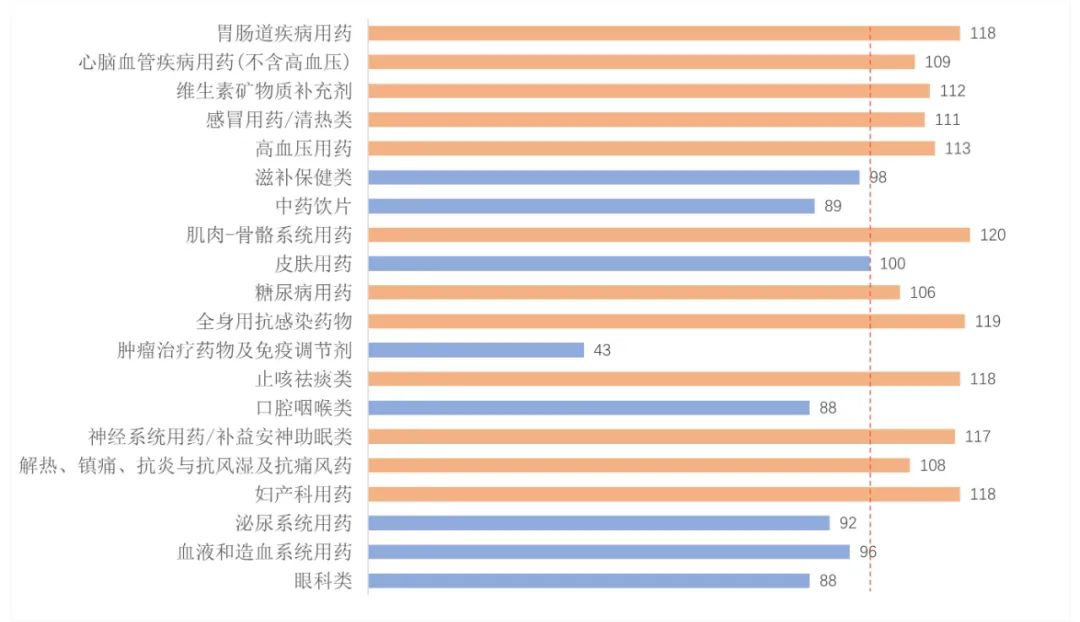 胃肠道疾病用药 118
心脑血管疾病用药(不含高血压) 109
维生素矿物质补充剂 112
感冒用药/清热类 111
高血压用药 113
滋补保健类 98
中药饮片 89
肌肉-骨骼系统用药 120
皮肤用药 100
糖尿病用药 106
全身用抗感染药物 119
肿瘤治疗药物及免疫调节剂 43
止咳祛痰类 118
口腔咽喉类 88
神经系统用药/补益安神助眠类 117
解热、镇痛、抗炎与抗风湿及抗痛风药 108
妇产科用药 118
泌尿系统用药 92
血液和造血系统用药 96
眼科类 88